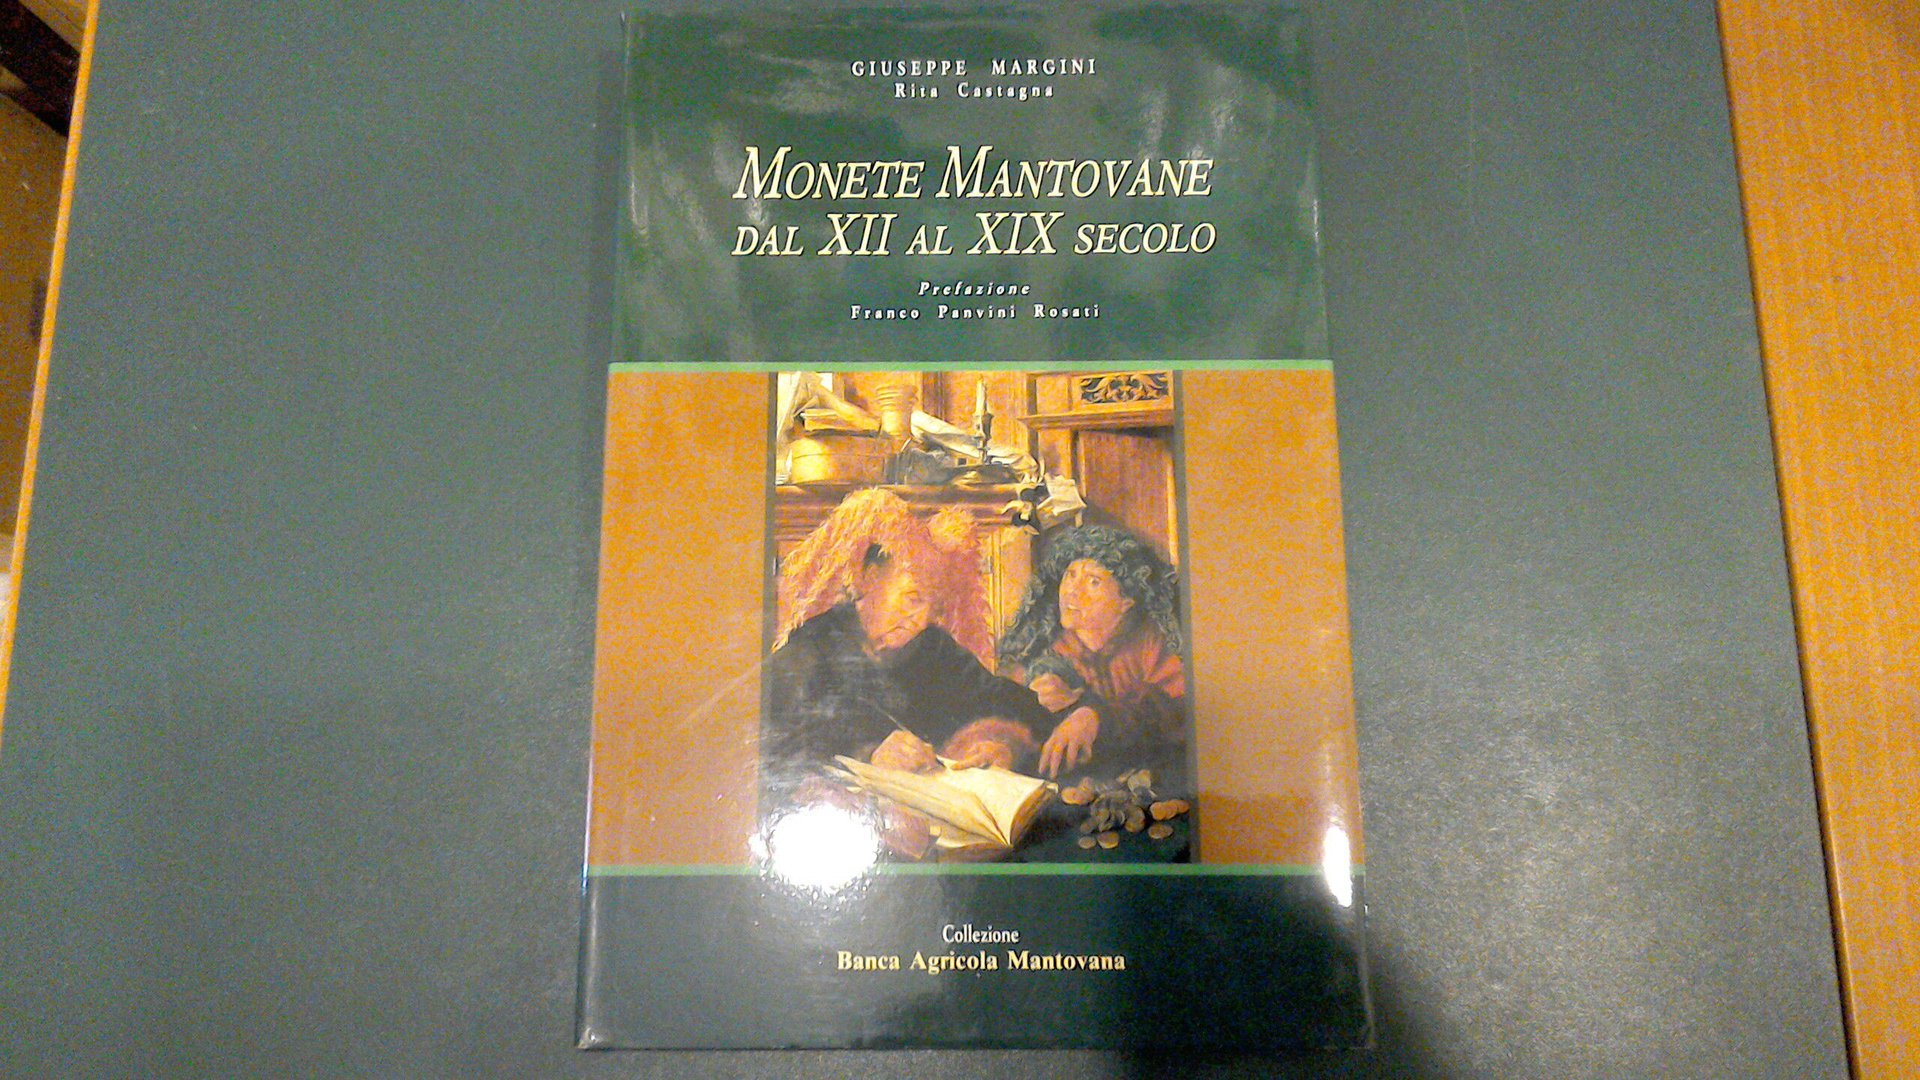 GIUSEPPE MARGINI
Rita Castagna
MONETE MANTOVANE
DAL XII AL XIX SECOLO
Prefazione
Franco Panvini Rosati
Collezione
Banca Agricola Mantovana